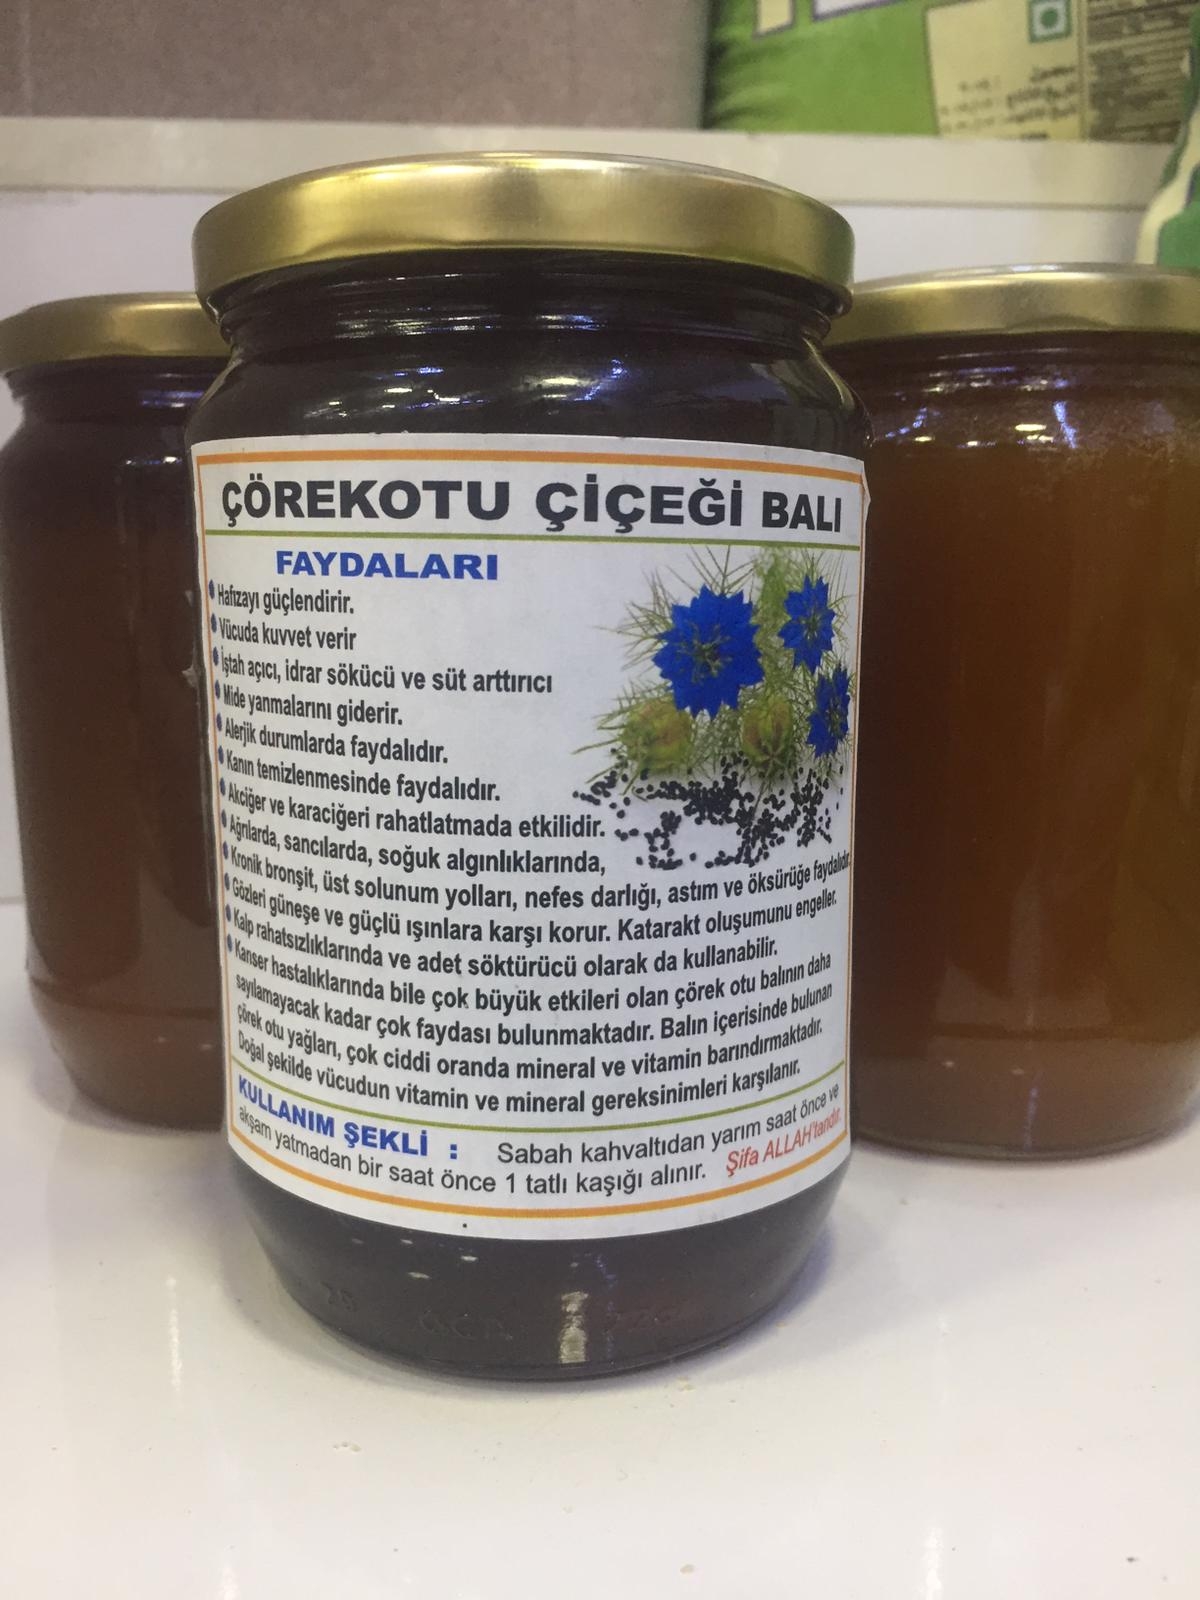 ÇÖREKOTU ÇİÇEĞİ BALI
FAYDALARI
Hafızayı güçlendirir.
Vücuda kuvvet verir
İştah açıcı, idrar sökücü ve süt arttırıcı
Mide yanmalarını giderir.
Alerjik durumlarda faydalıdır.
Kanın temizlenmesinde faydalıdır.
Akciğer ve karaciğeri rahatlatmada etkilidir.
Ağrılarda, sancılarda, soğuk algınlıklarında,
Kronik bronşit, üst solunum yolları, nefes darlığı, astım ve öksürüğe faydalıdır.
Gözleri güneşe ve güçlü ışınlara karşı korur. Katarakt oluşumunu engeller.
Kalp rahatsızlıklarında ve adet söktürücü olarak da kullanabilir.
Kanser hastalıklarında bile çok büyük etkileri olan çörek otu balının daha
sayılamayacak kadar çok faydası bulunmaktadır. Balın içerisinde bulunan
çörek otu yağları, çok ciddi oranda mineral ve vitamin barındırmaktadır.
Doğal şekilde vücudun vitamin ve mineral gereksinimleri karşılanır.
KULLANIM ŞEKLİ : Sabah kahvaltıdan yarım saat önce ve
akşam yatmadan bir saat önce 1 tatlı kaşığı alınır. Şifa ALLAH'tandır.